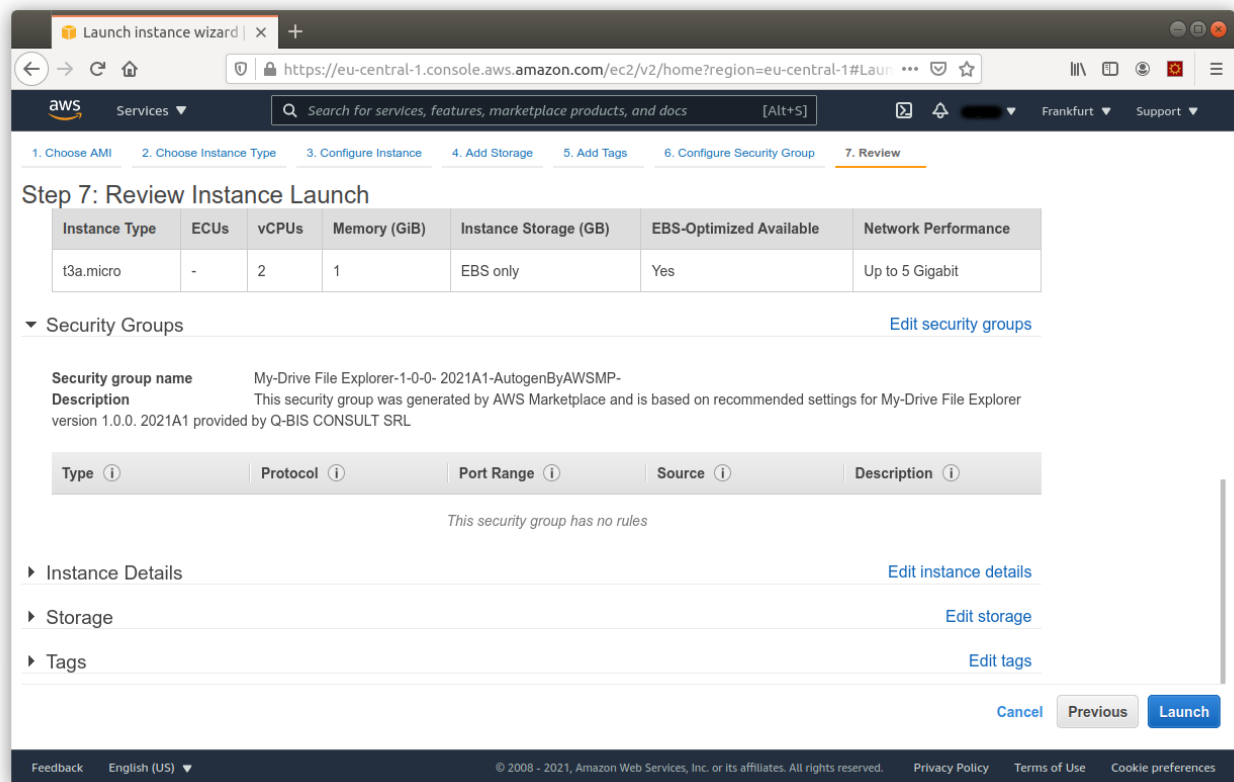 Launch instance wizard |
https://eu-central-1.console.aws.amazon.com/ec2/v2/home?region=eu-central-1#Laun
aws Services Search for services, features, marketplace products, and docs [Alt+S] Frankfurt Support
1. Choose AMI 2. Choose Instance Type 3. Configure Instance 4. Add Storage 5. Add Tags 6. Configure Security Group 7. Review
Step 7: Review Instance Launch
Instance Type ECUs vCPUs Memory (GiB) Instance Storage (GB) EBS-Optimized Available Network Performance
t3a.micro - 2 1 EBS only Yes Up to 5 Gigabit
Security Groups Edit security groups
Security group name My-Drive File Explorer-1-0-0- 2021A1-AutogenByAWSMP-
Description This security group was generated by AWS Marketplace and is based on recommended settings for My-Drive File Explorer
version 1.0.0. 2021A1 provided by Q-BIS CONSULT SRL
Type Protocol Port Range Source Description
This security group has no rules
Instance Details Edit instance details
Storage Edit storage
Tags Edit tags
Cancel Previous Launch
Feedback English (US) © 2008 - 2021, Amazon Web Services, Inc. or its affiliates. All rights reserved. Privacy Policy Terms of Use Cookie preferences